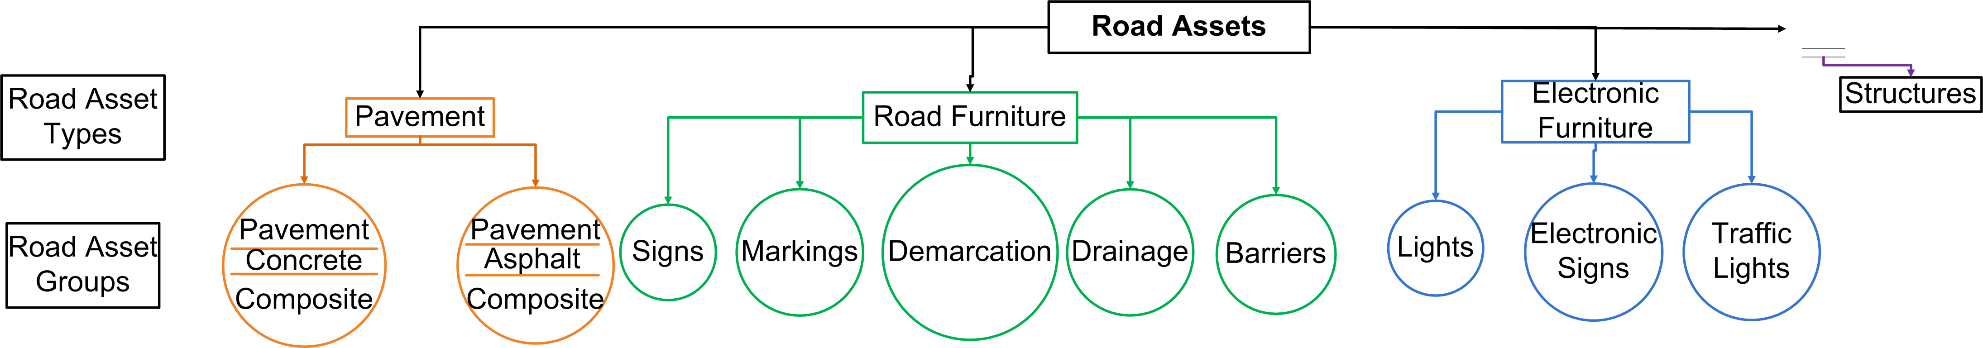 Road Assets
Road Asset
Types
Pavement
Road Furniture
Electronic
Furniture
Structures
Road Asset
Groups
Pavement
Concrete
Composite
Pavement
Asphalt
Composite
Signs
Markings
Demarcation
Drainage
Barriers
Lights
Electronic
Signs
Traffic
Lights